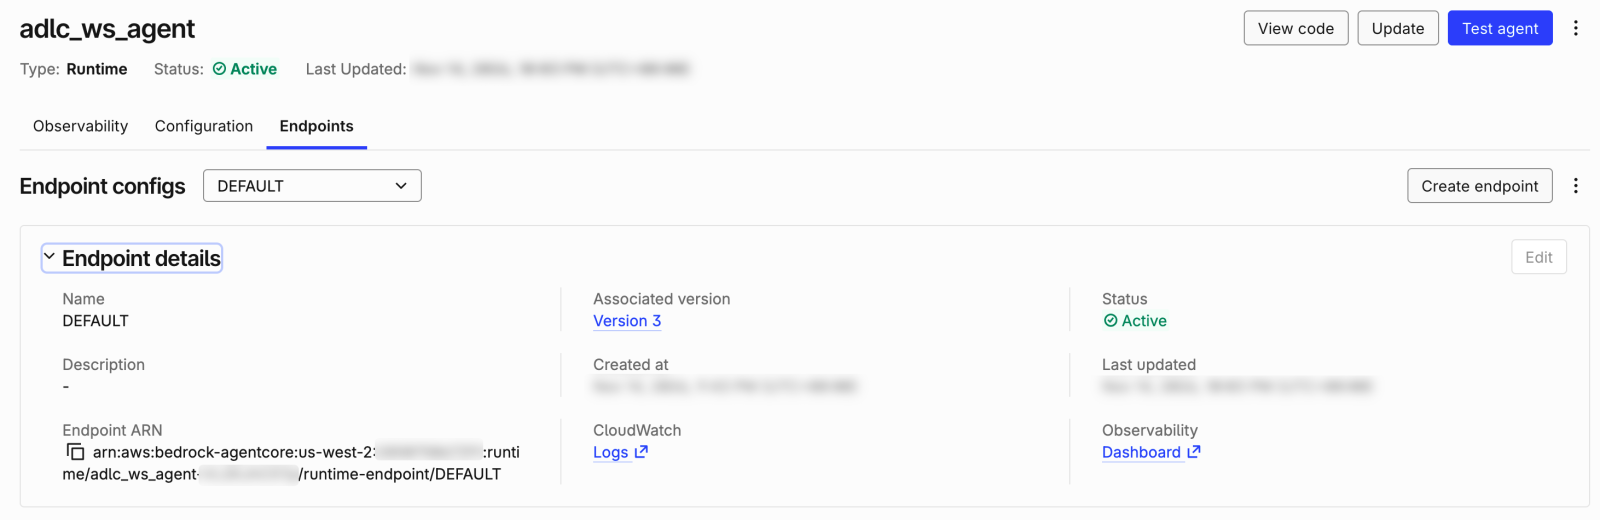 adlc_ws_agent
View code
Update
Test agent
Type: Runtime
Status: Active
Last Updated:
Observability
Configuration
Endpoints
Endpoint configs
DEFAULT
Create endpoint
Endpoint details
Edit
Name
DEFAULT
Associated version
Version 3
Status
Active
Description
-
Created at
Last updated
Endpoint ARN
arn:aws:bedrock-agentcore:us-west-2: :runti
me/adlc_ws_agent- /runtime-endpoint/DEFAULT
CloudWatch
Logs
Observability
Dashboard